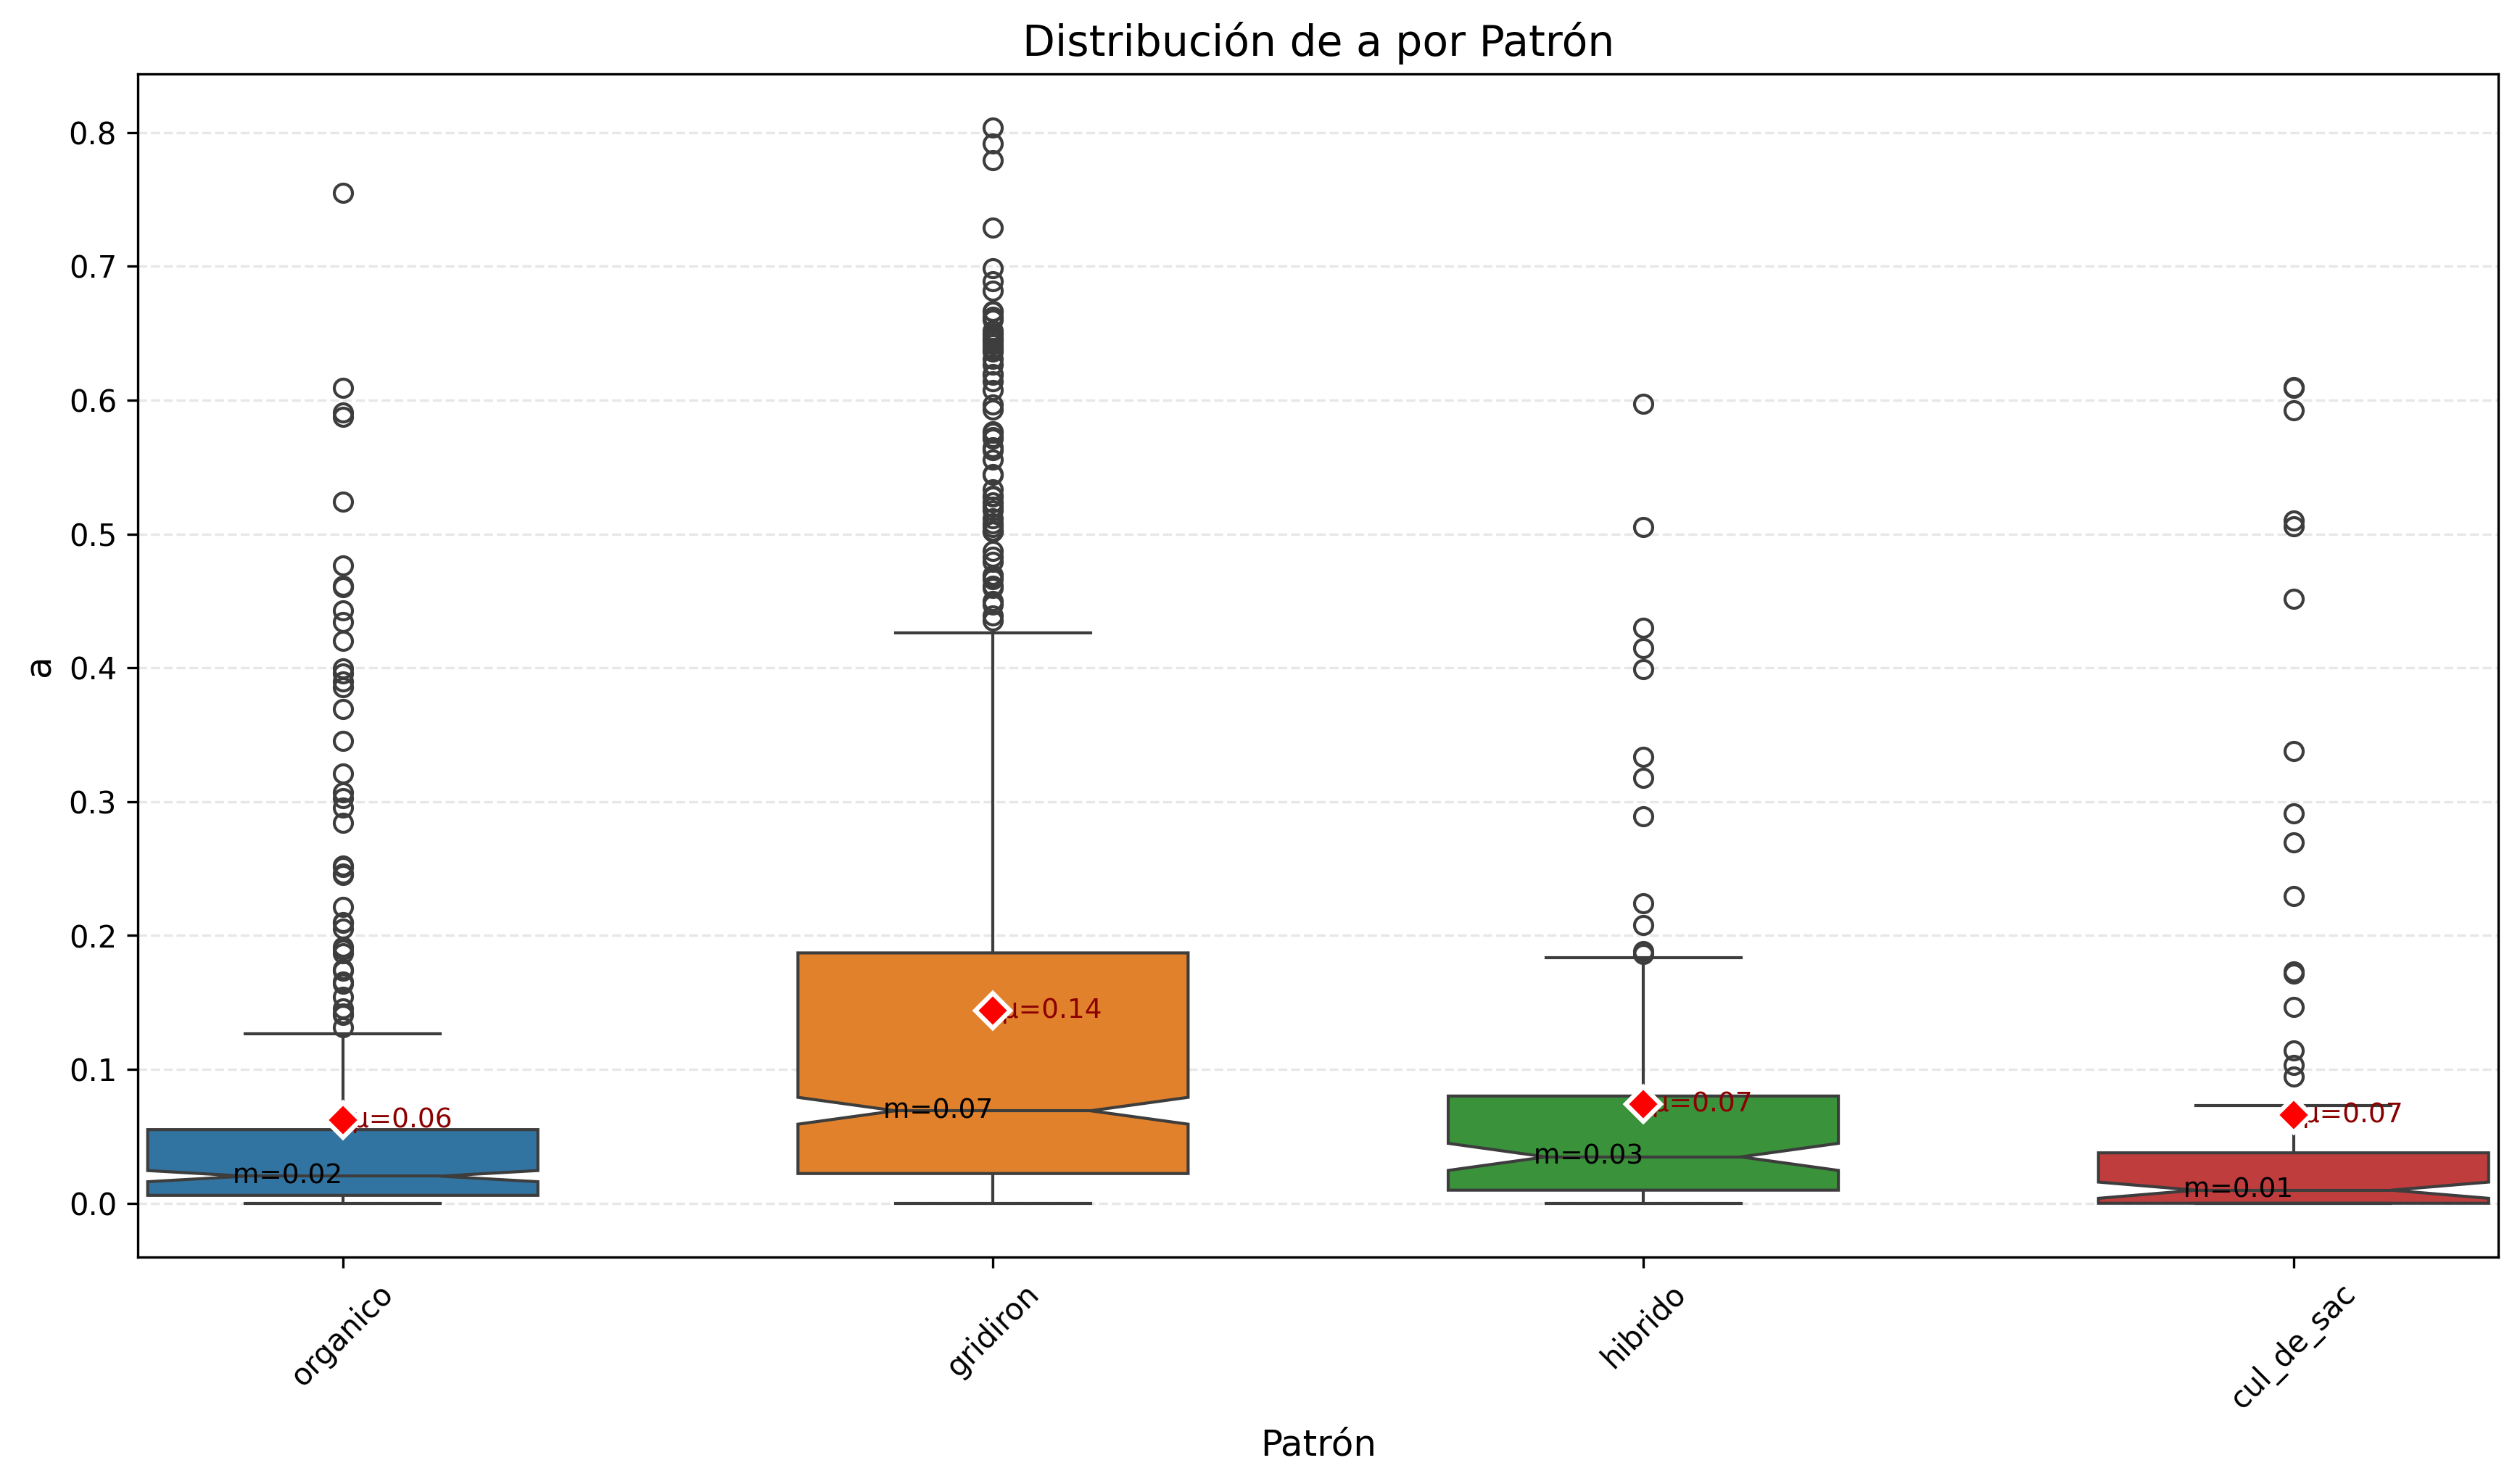 Distribución de a por Patrón
a
0.8
0.7
0.6
0.5
0.4
0.3
0.2
0.1
0.0
μ=0.06
m=0.02
μ=0.14
m=0.07
μ=0.07
m=0.03
μ=0.07
m=0.01
organico
gridiron
hibrido
cul_de_sac
Patrón